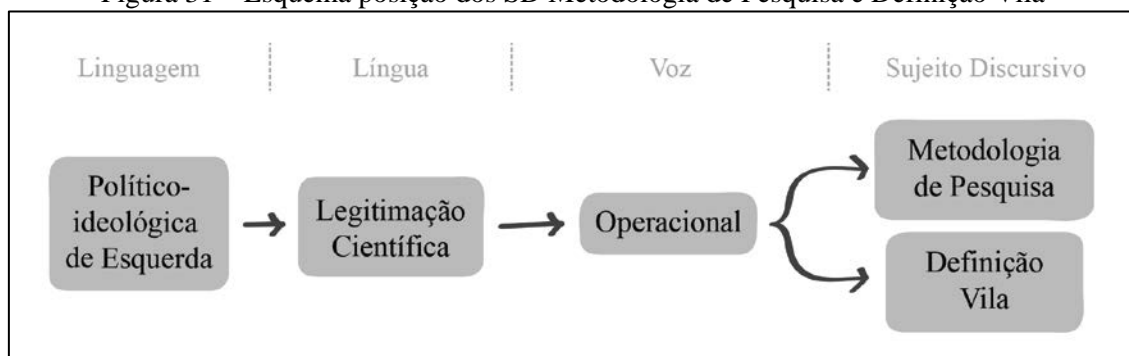 Figura 31 – Esquema posição dos SD Metodologia de Pesquisa e Definição Vila
Linguagem
Língua
Voz
Sujeito Discursivo
Político-
ideológica
de Esquerda
Legitimação
Científica
Operacional
Metodologia
de Pesquisa
Definição
Vila